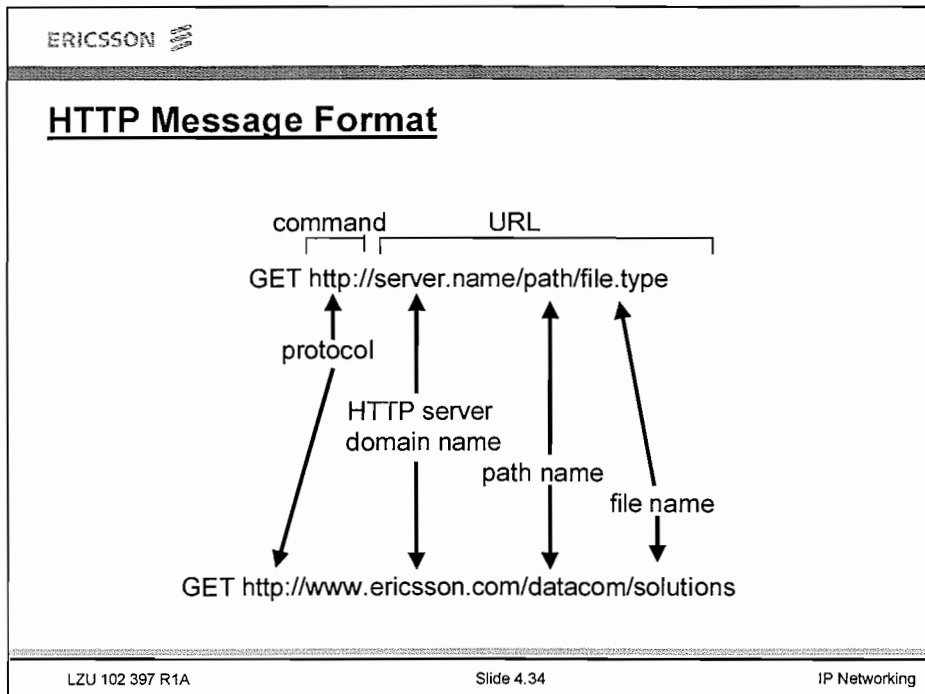 ERICSSON
HTTP Message Format
command URL
GET http://server.name/path/file.type
protocol
HTTP server
domain name
path name
file name
GET http://www.ericsson.com/datacom/solutions
LZU 102 397 R1A Slide 4.34 IP Networking